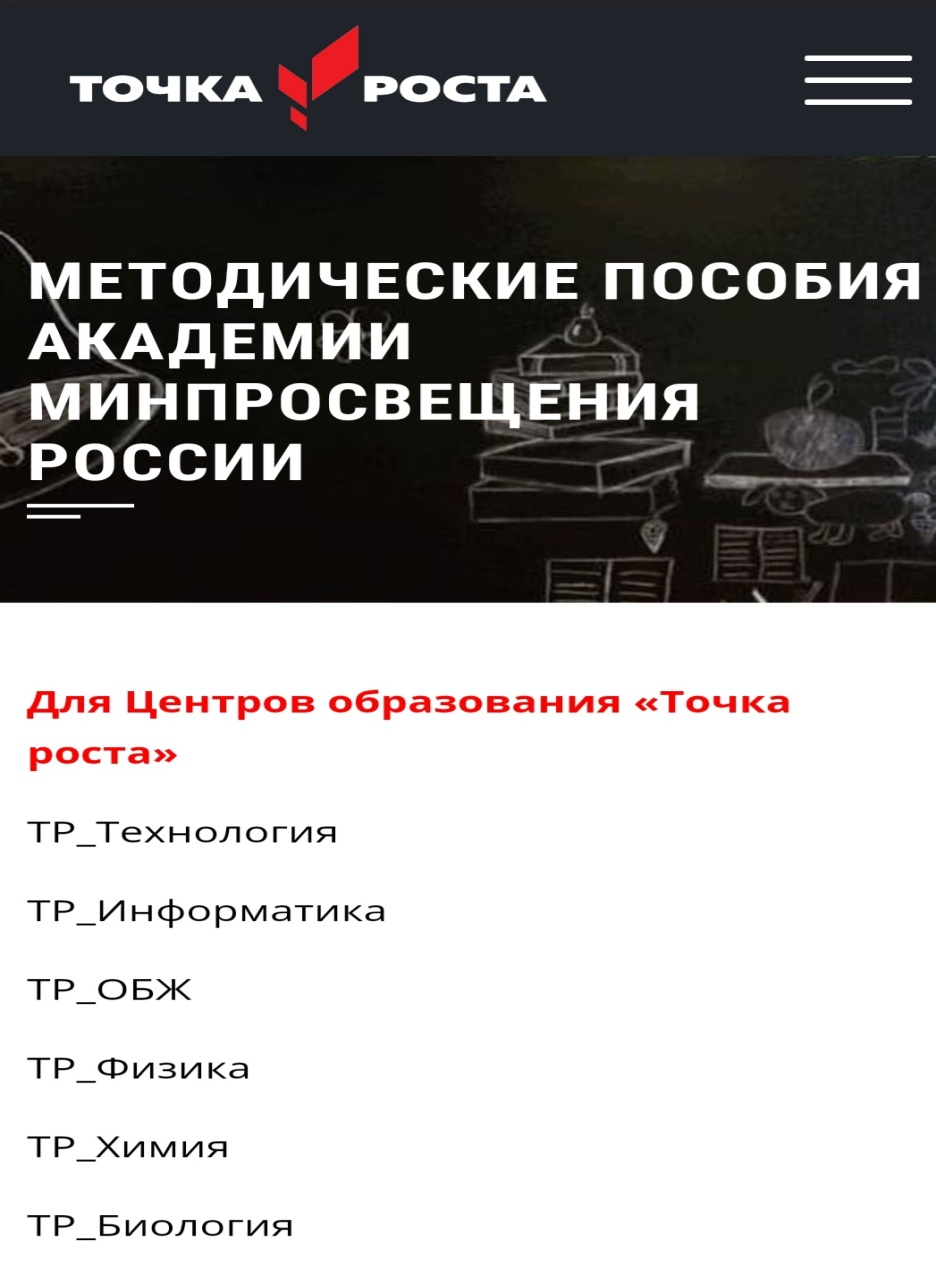 ТОЧКА РОСТА
МЕТОДИЧЕСКИЕ ПОСОБИЯ
АКАДЕМИИ
МИНПРОСВЕЩЕНИЯ
РОССИИ
Для Центров образования «Точка
роста»
ТР_Технология
ТР_Информатика
ТР_ОБЖ
ТР_Физика
ТР_Химия
ТР_Биология